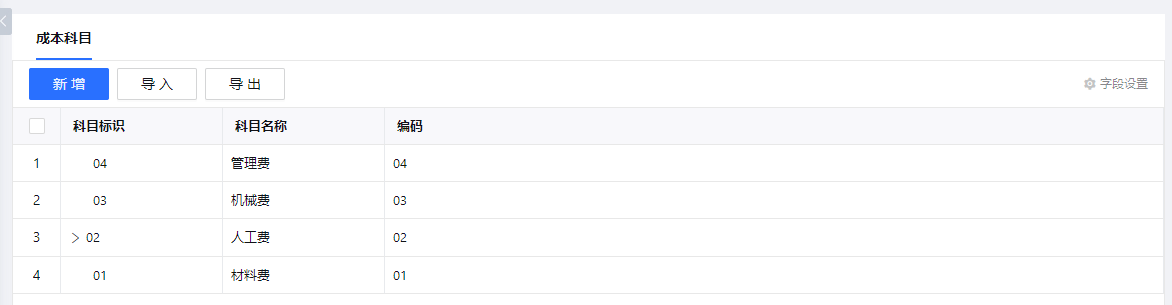 成本科目
新 增 导 入 导 出 字段设置
科目标识 科目名称 编码
1 04 管理费 04
2 03 机械费 03
3 02 人工费 02
4 01 材料费 01